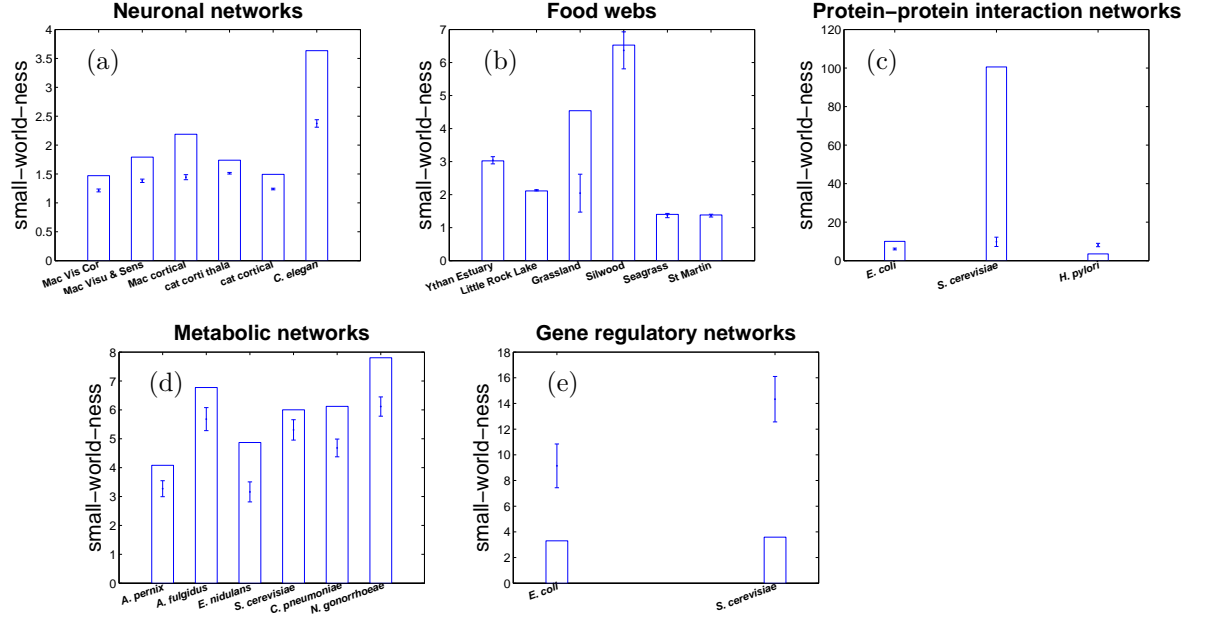 Neuronal networks
(a)
small-world-ness
4
3.5
3
2.5
2
1.5
1
0.5
0
Mac Vis Cor
Mac Visu & Sens
Mac cortical
cat corti thala
cat cortical
C. elegan
Food webs
(b)
small-world-ness
7
6
5
4
3
2
1
0
Ythan Estuary
Little Rock Lake
Grassland
Silwood
Seagrass
St Martin
Protein-protein interaction networks
(c)
small-world-ness
120
100
80
60
40
20
0
E. coli
S. cerevisiae
H. pylori
Metabolic networks
(d)
small-world-ness
8
7
6
5
4
3
2
1
0
A. pernix
A. fulgidus
E. nidulans
S. cerevisiae
C. pneumoniae
N. gonorrhoeae
Gene regulatory networks
(e)
small-world-ness
18
16
14
12
10
8
6
4
2
0
E. coli
S. cerevisiae